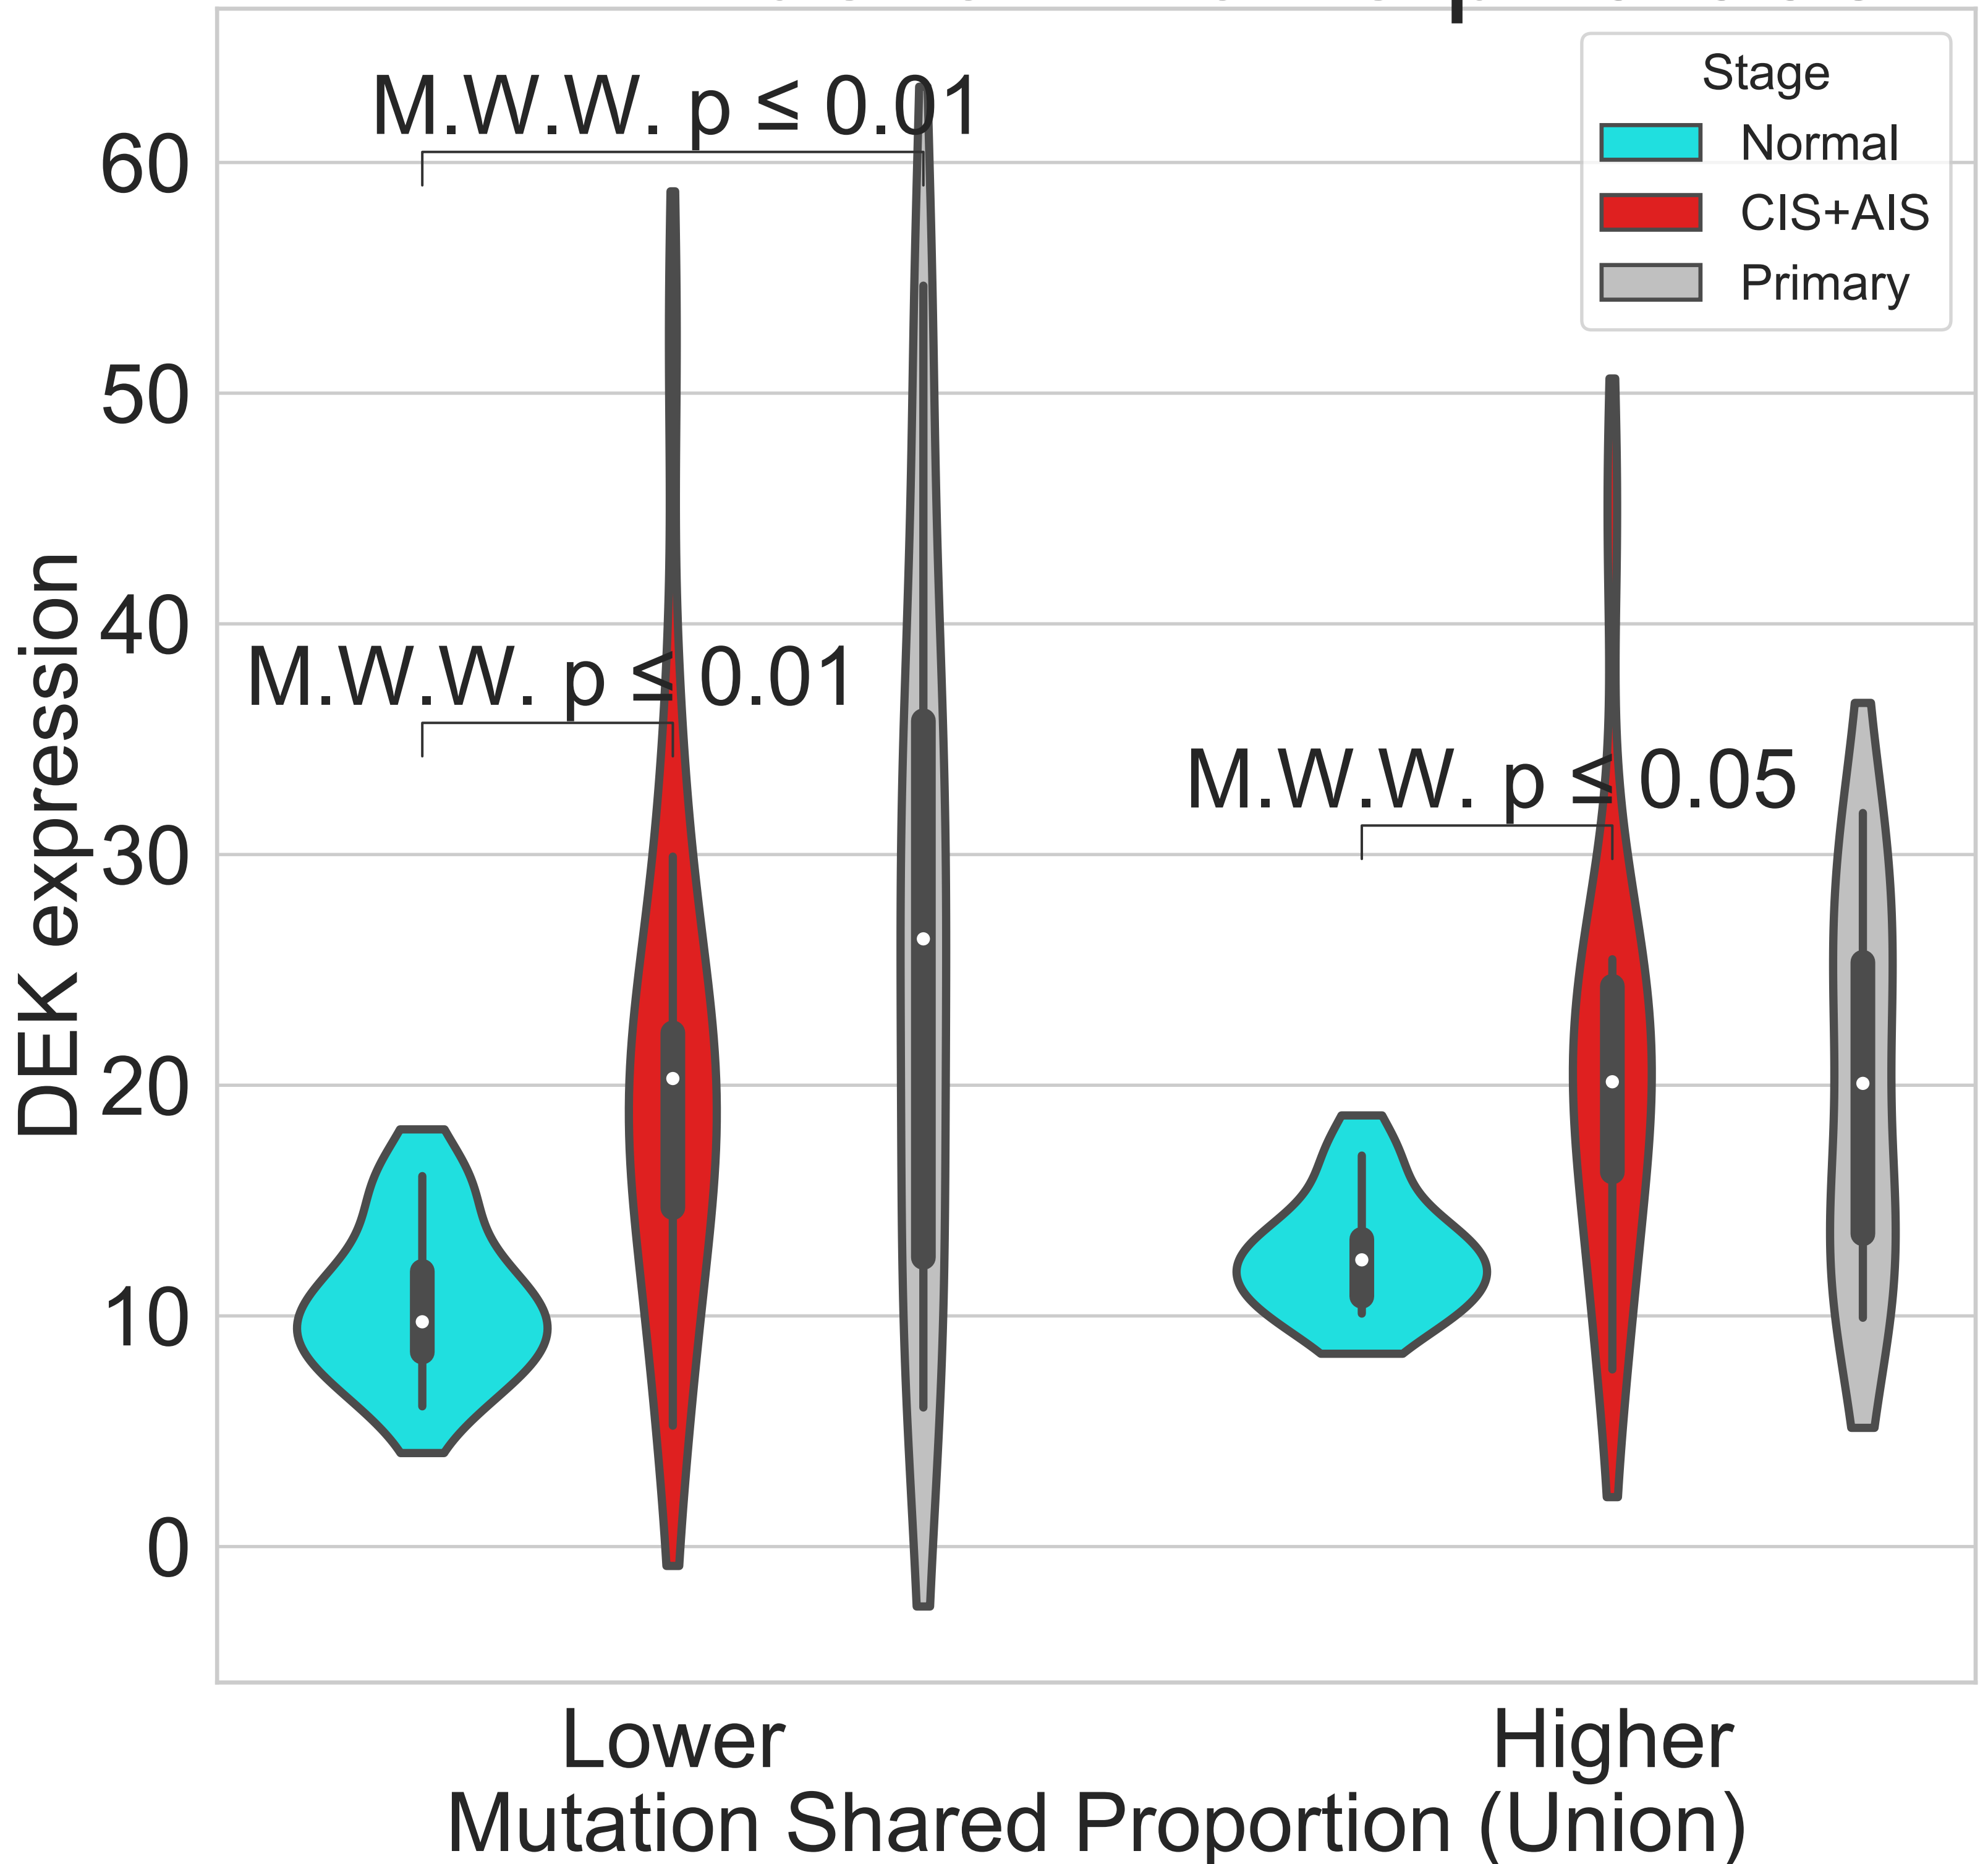 Stage
Normal
CIS+AIS
Primary
M.W.W. p ≤ 0.01
M.W.W. p ≤ 0.01
M.W.W. p ≤ 0.05
60
50
40
30
20
10
0
DEK expression
Lower
Higher
Mutation Shared Proportion (Union)